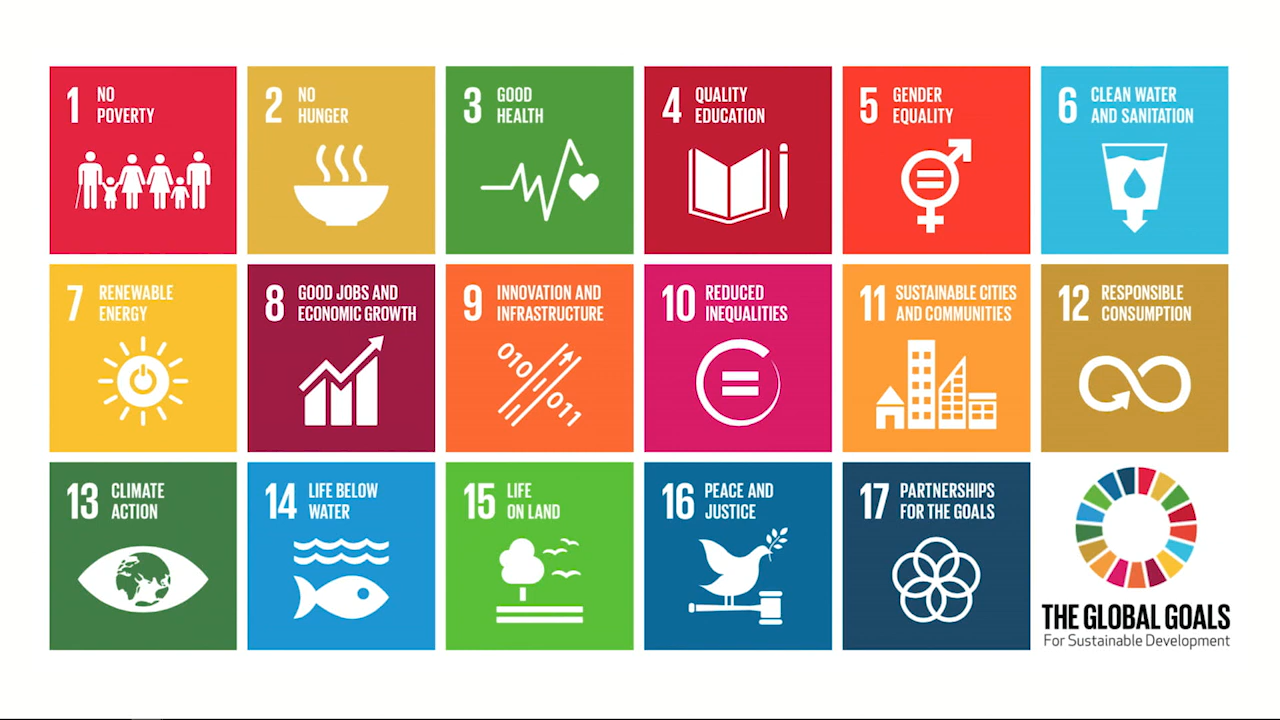 1 NO
POVERTY
2 NO
HUNGER
3 GOOD
HEALTH
4 QUALITY
EDUCATION
5 GENDER
EQUALITY
6 CLEAN WATER
AND SANITATION
7 RENEWABLE
ENERGY
8 GOOD JOBS AND
ECONOMIC GROWTH
9 INNOVATION AND
INFRASTRUCTURE
010
011
10 REDUCED
INEQUALITIES
11 SUSTAINABLE CITIES
AND COMMUNITIES
12 RESPONSIBLE
CONSUMPTION
13 CLIMATE
ACTION
14 LIFE BELOW
WATER
15 LIFE
ON LAND
16 PEACE AND
JUSTICE
17 PARTNERSHIPS
FOR THE GOALS
THE GLOBAL GOALS
For Sustainable Development